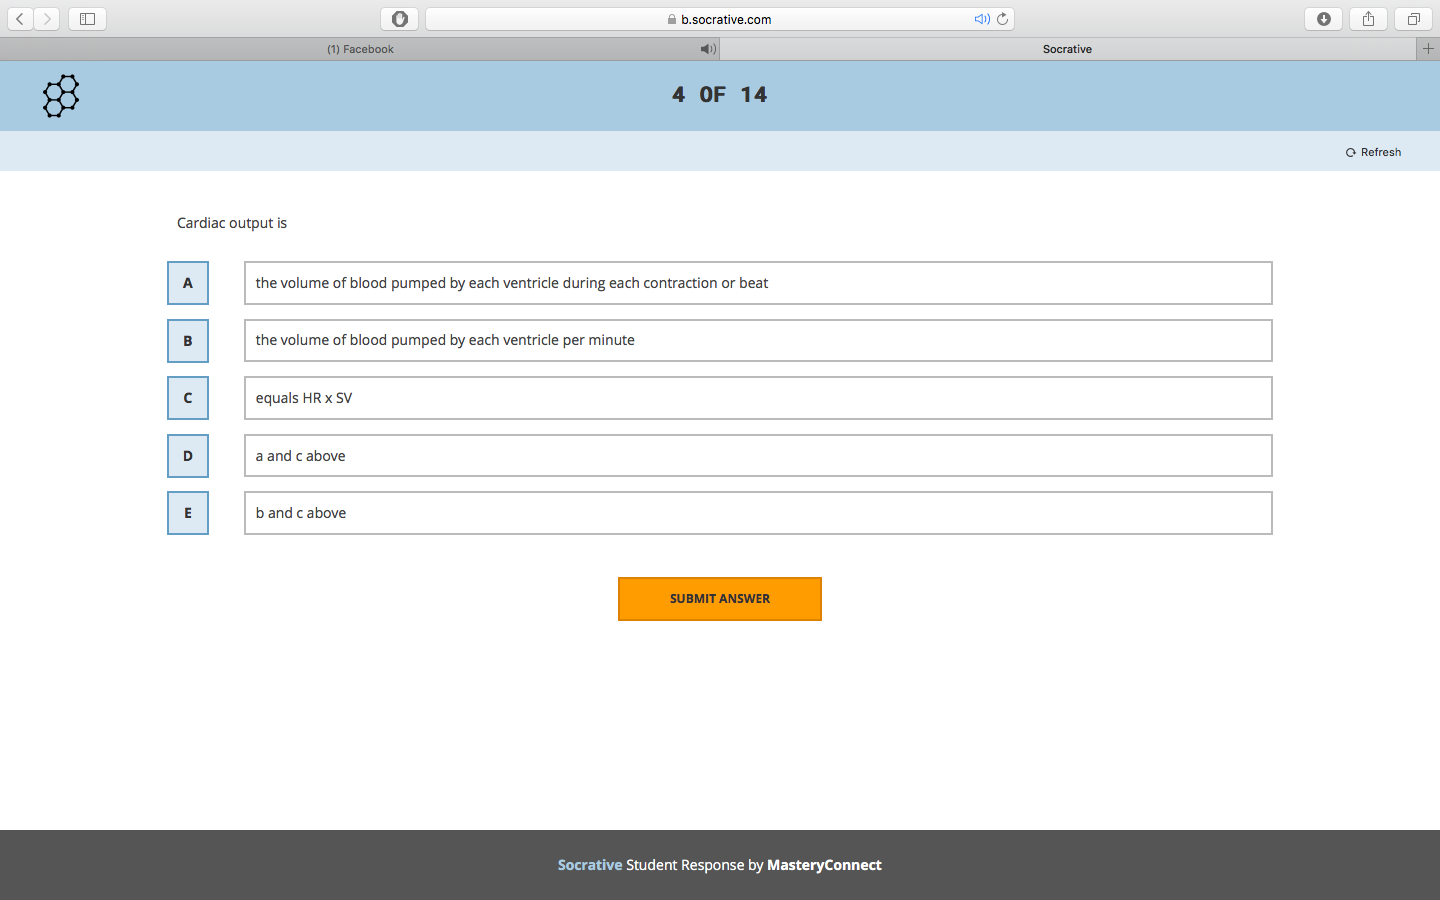 b.socrative.com
(1) Facebook
Socrative
4 OF 14
Refresh
Cardiac output is
A the volume of blood pumped by each ventricle during each contraction or beat
B the volume of blood pumped by each ventricle per minute
C equals HR x SV
D a and c above
E b and c above
SUBMIT ANSWER
Socrative Student Response by MasteryConnect